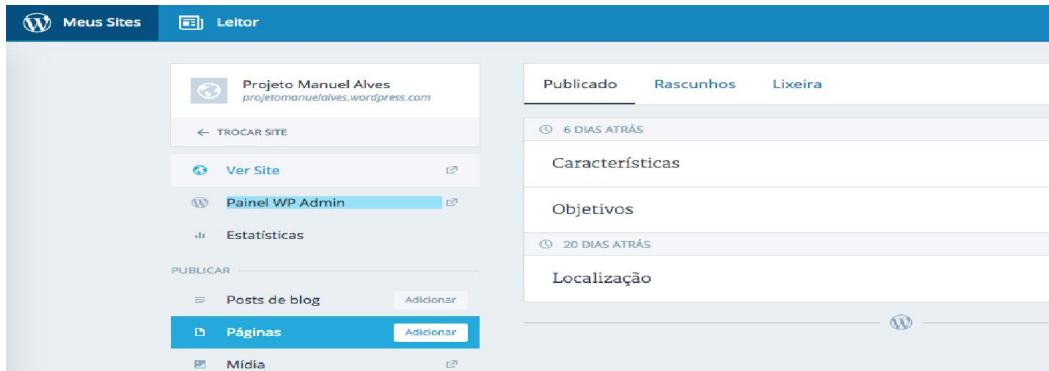 Meus Sites
Leitor
Projeto Manuel Alves
projetomanuelalves.wordpress.com
← TROCAR SITE
Ver Site
Painel WP Admin
Estatísticas
PUBLICAR
Posts de blog Adicionar
Páginas Adicionar
Mídia
Publicado Rascunhos Lixeira
6 DIAS ATRÁS
Características
Objetivos
20 DIAS ATRÁS
Localização